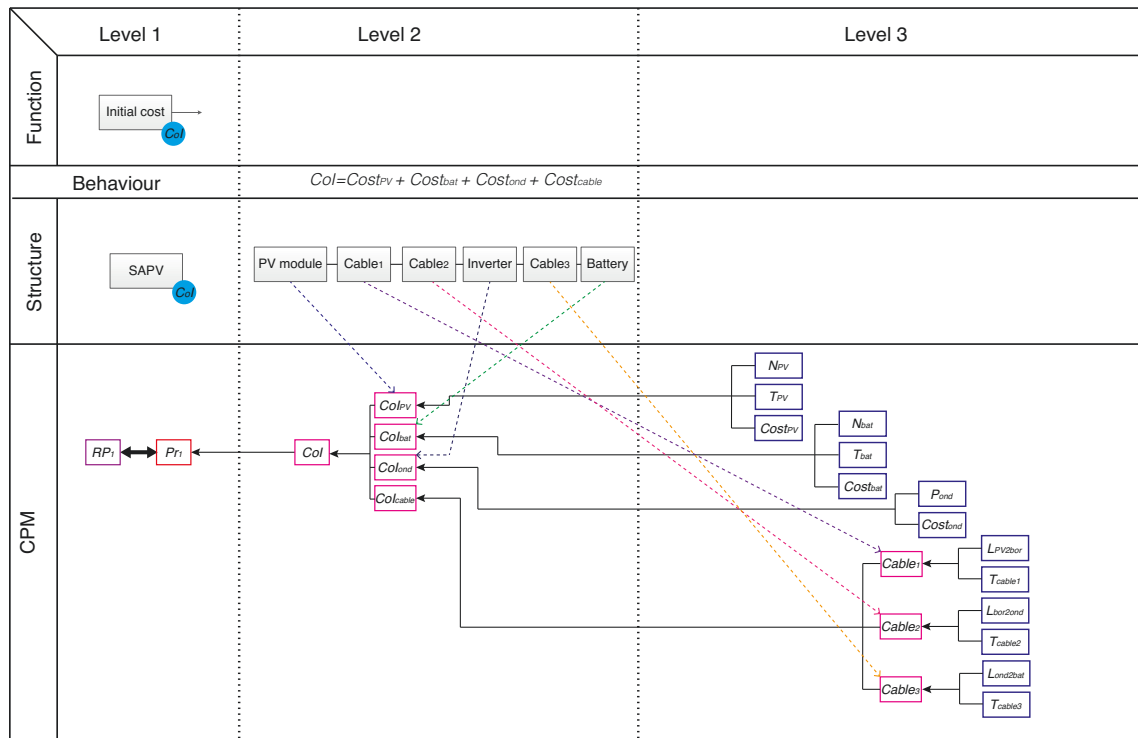 Level 1 Level 2 Level 3
Function
Initial cost
CoI
Behaviour
CoI=CostPV + Costbat + Costond + Costcable
Structure
SAPV
CoI
PV module Cable1 Cable2 Inverter Cable3 Battery
CPM
RP1 Pr1 CoI
CoIPV
CoIbat
CoIond
CoIcable
NPV
TPV
CostPV
Nbat
Tbat
Costbat
Pond
Costond
Cable1
LPV2bor
Tcable1
Cable2
Lbor2ond
Tcable2
Cable3
Lond2bat
Tcable3